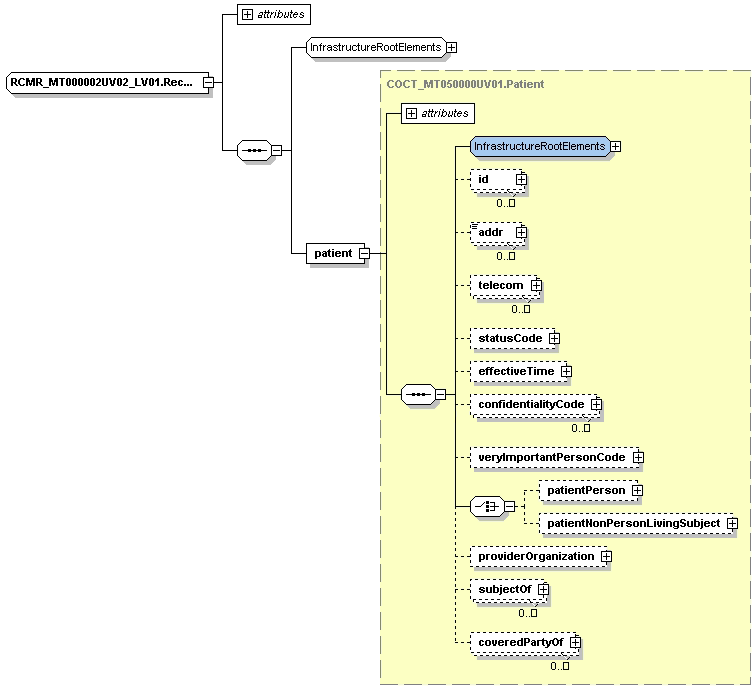 attributes
InfrastructureRootElements
RCMR_MT000002UV02_LV01.Rec...
COCT_MT050000UV01.Patient
attributes
InfrastructureRootElements
id
0..
addr
0..
patient
telecom
0..
statusCode
effectiveTime
confidentialityCode
0..
veryImportantPersonCode
patientPerson
patientNonPersonLivingSubject
providerOrganization
subjectOf
0..
coveredPartyOf
0..